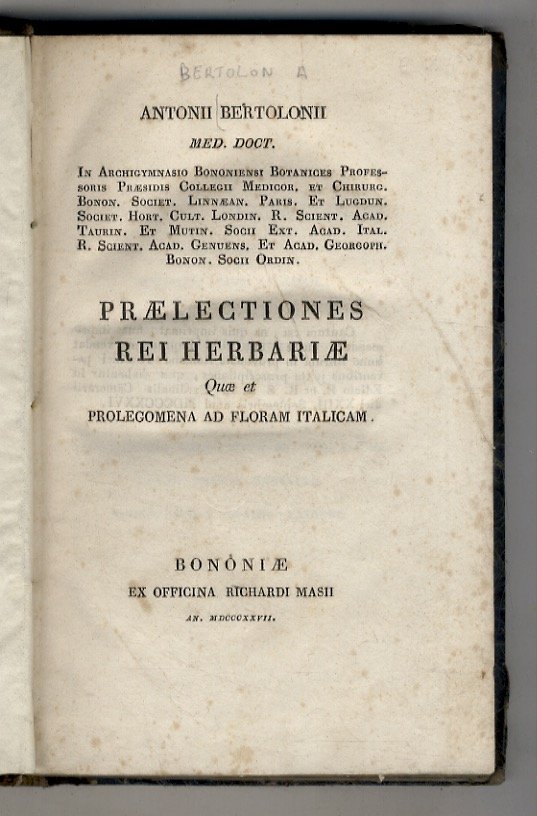 BERTOLON A
ANTONII BERTOLONII
MED. DOCT.
In Archigymnasio Bononiensi Botanices Profes-
soris Præsidis Collegii Medicor. et Chirurg.
Bonon. Societ. Linnæan. Paris. Et Lugdun.
Societ. Hort. Cult. Londin. R. Scient. Acad.
Taurin. Et Mutin. Socii Ext. Acad. Ital.
R. Scient. Acad. Genuens. Et Acad. Georgoph.
Bonon. Socii Ordin.
PRÆLECTIONES
REI HERBARIÆ
Quæ et
PROLEGOMENA AD FLORAM ITALICAM.
BONONIÆ
EX OFFICINA RICHARDI MASII
AN. MDCCCXXVII.